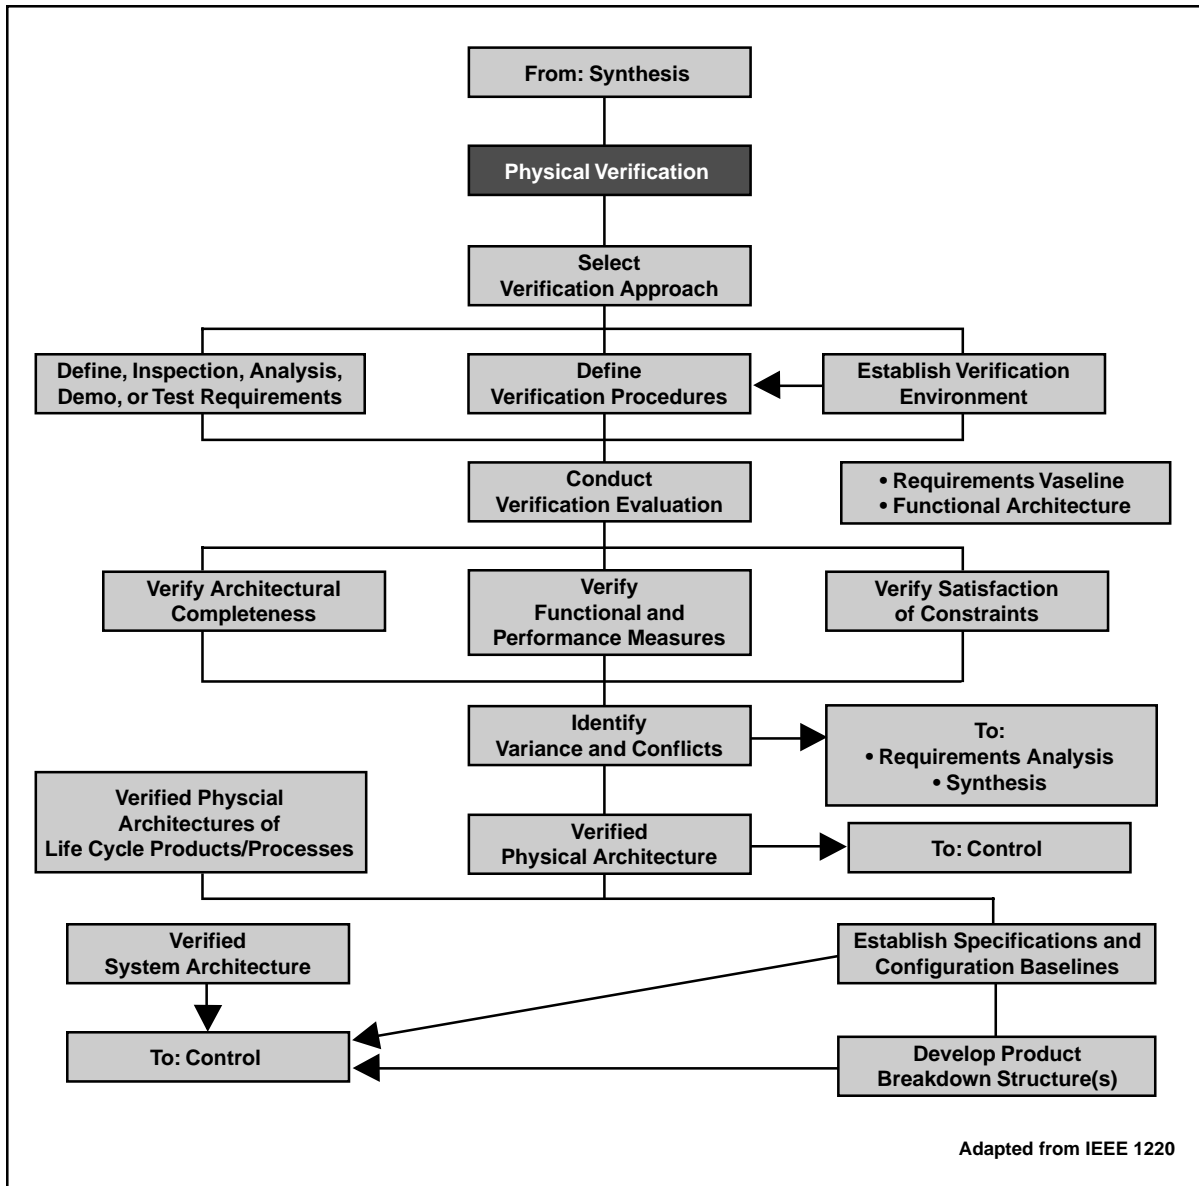 From: Synthesis
Physical Verification
Select
Verification Approach
Define, Inspection, Analysis,
Demo, or Test Requirements
Define
Verification Procedures
Establish Verification
Environment
Conduct
Verification Evaluation
• Requirements Vaseline
• Functional Architecture
Verify Architectural
Completeness
Verify
Functional and
Performance Measures
Verify Satisfaction
of Constraints
Identify
Variance and Conflicts
To:
• Requirements Analysis
• Synthesis
Verified Physcial
Architectures of
Life Cycle Products/Processes
Verified
Physical Architecture
To: Control
Verified
System Architecture
Establish Specifications and
Configuration Baselines
To: Control
Develop Product
Breakdown Structure(s)
Adapted from IEEE 1220